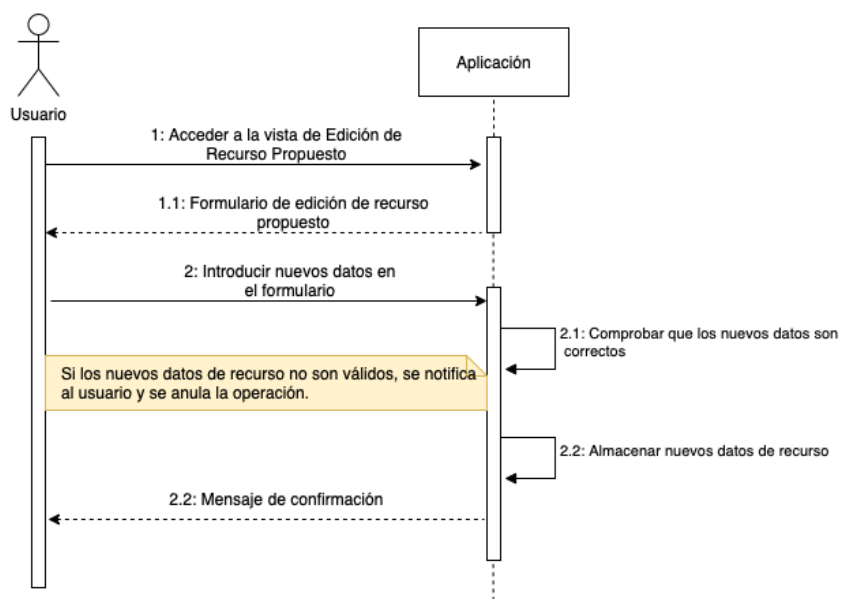 Usuario
Aplicación
1: Acceder a la vista de Edición de
Recurso Propuesto
1.1: Formulario de edición de recurso
propuesto
2: Introducir nuevos datos en
el formulario
2.1: Comprobar que los nuevos datos son
correctos
Si los nuevos datos de recurso no son válidos, se notifica
al usuario y se anula la operación.
2.2: Almacenar nuevos datos de recurso
2.2: Mensaje de confirmación